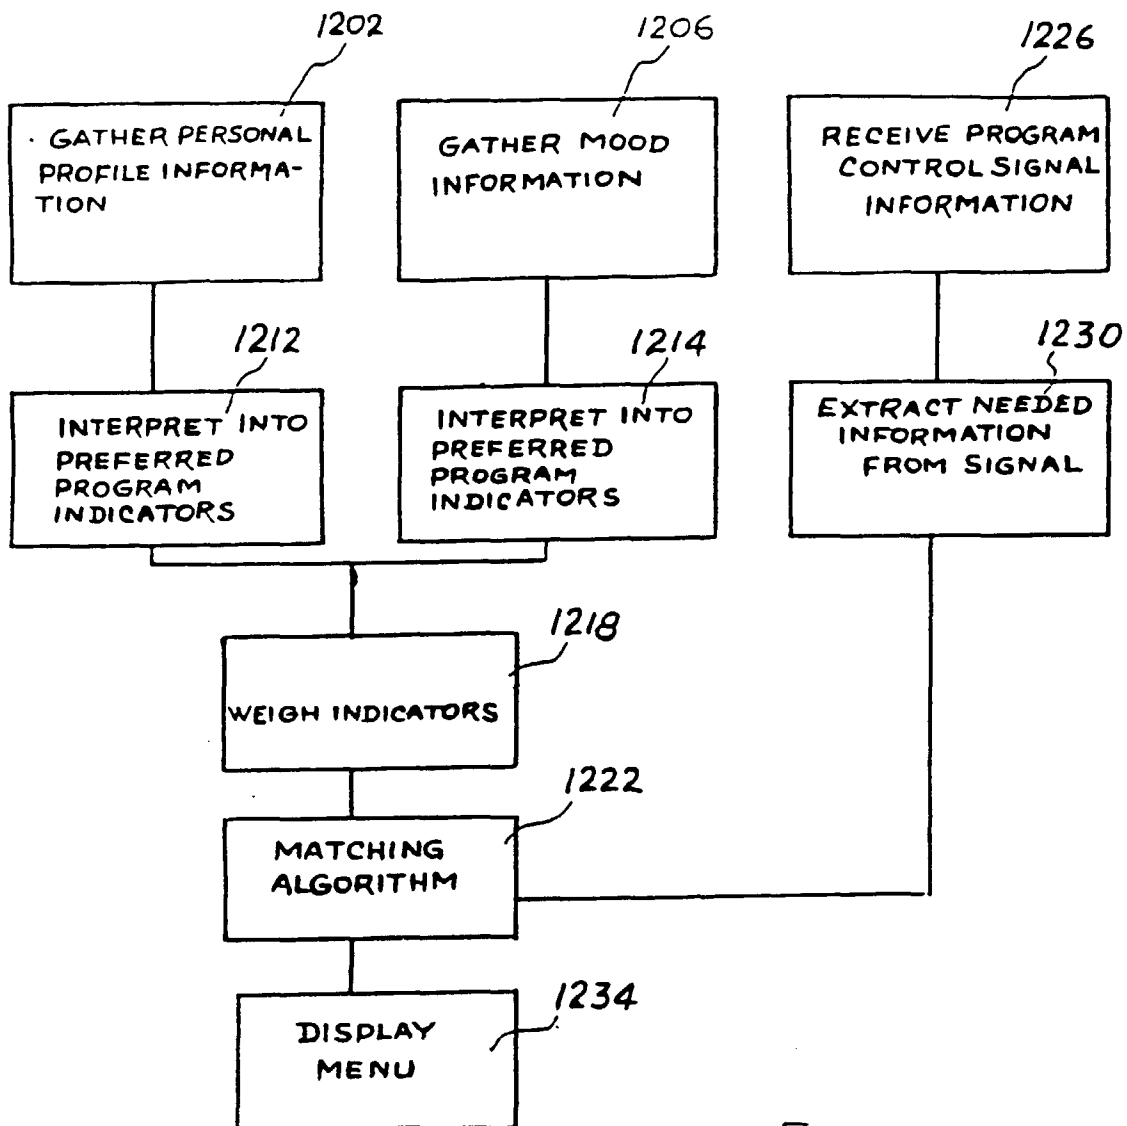 1202
GATHER PERSONAL
PROFILE INFORMA-
TION
1206
GATHER MOOD
INFORMATION
1226
RECEIVE PROGRAM
CONTROL SIGNAL
INFORMATION
1212
INTERPRET INTO
PREFERRED
PROGRAM
INDICATORS
1214
INTERPRET INTO
PREFERRED
PROGRAM
INDICATORS
1230
EXTRACT NEEDED
INFORMATION
FROM SIGNAL
1218
WEIGH INDICATORS
1222
MATCHING
ALGORITHM
1234
DISPLAY
MENU